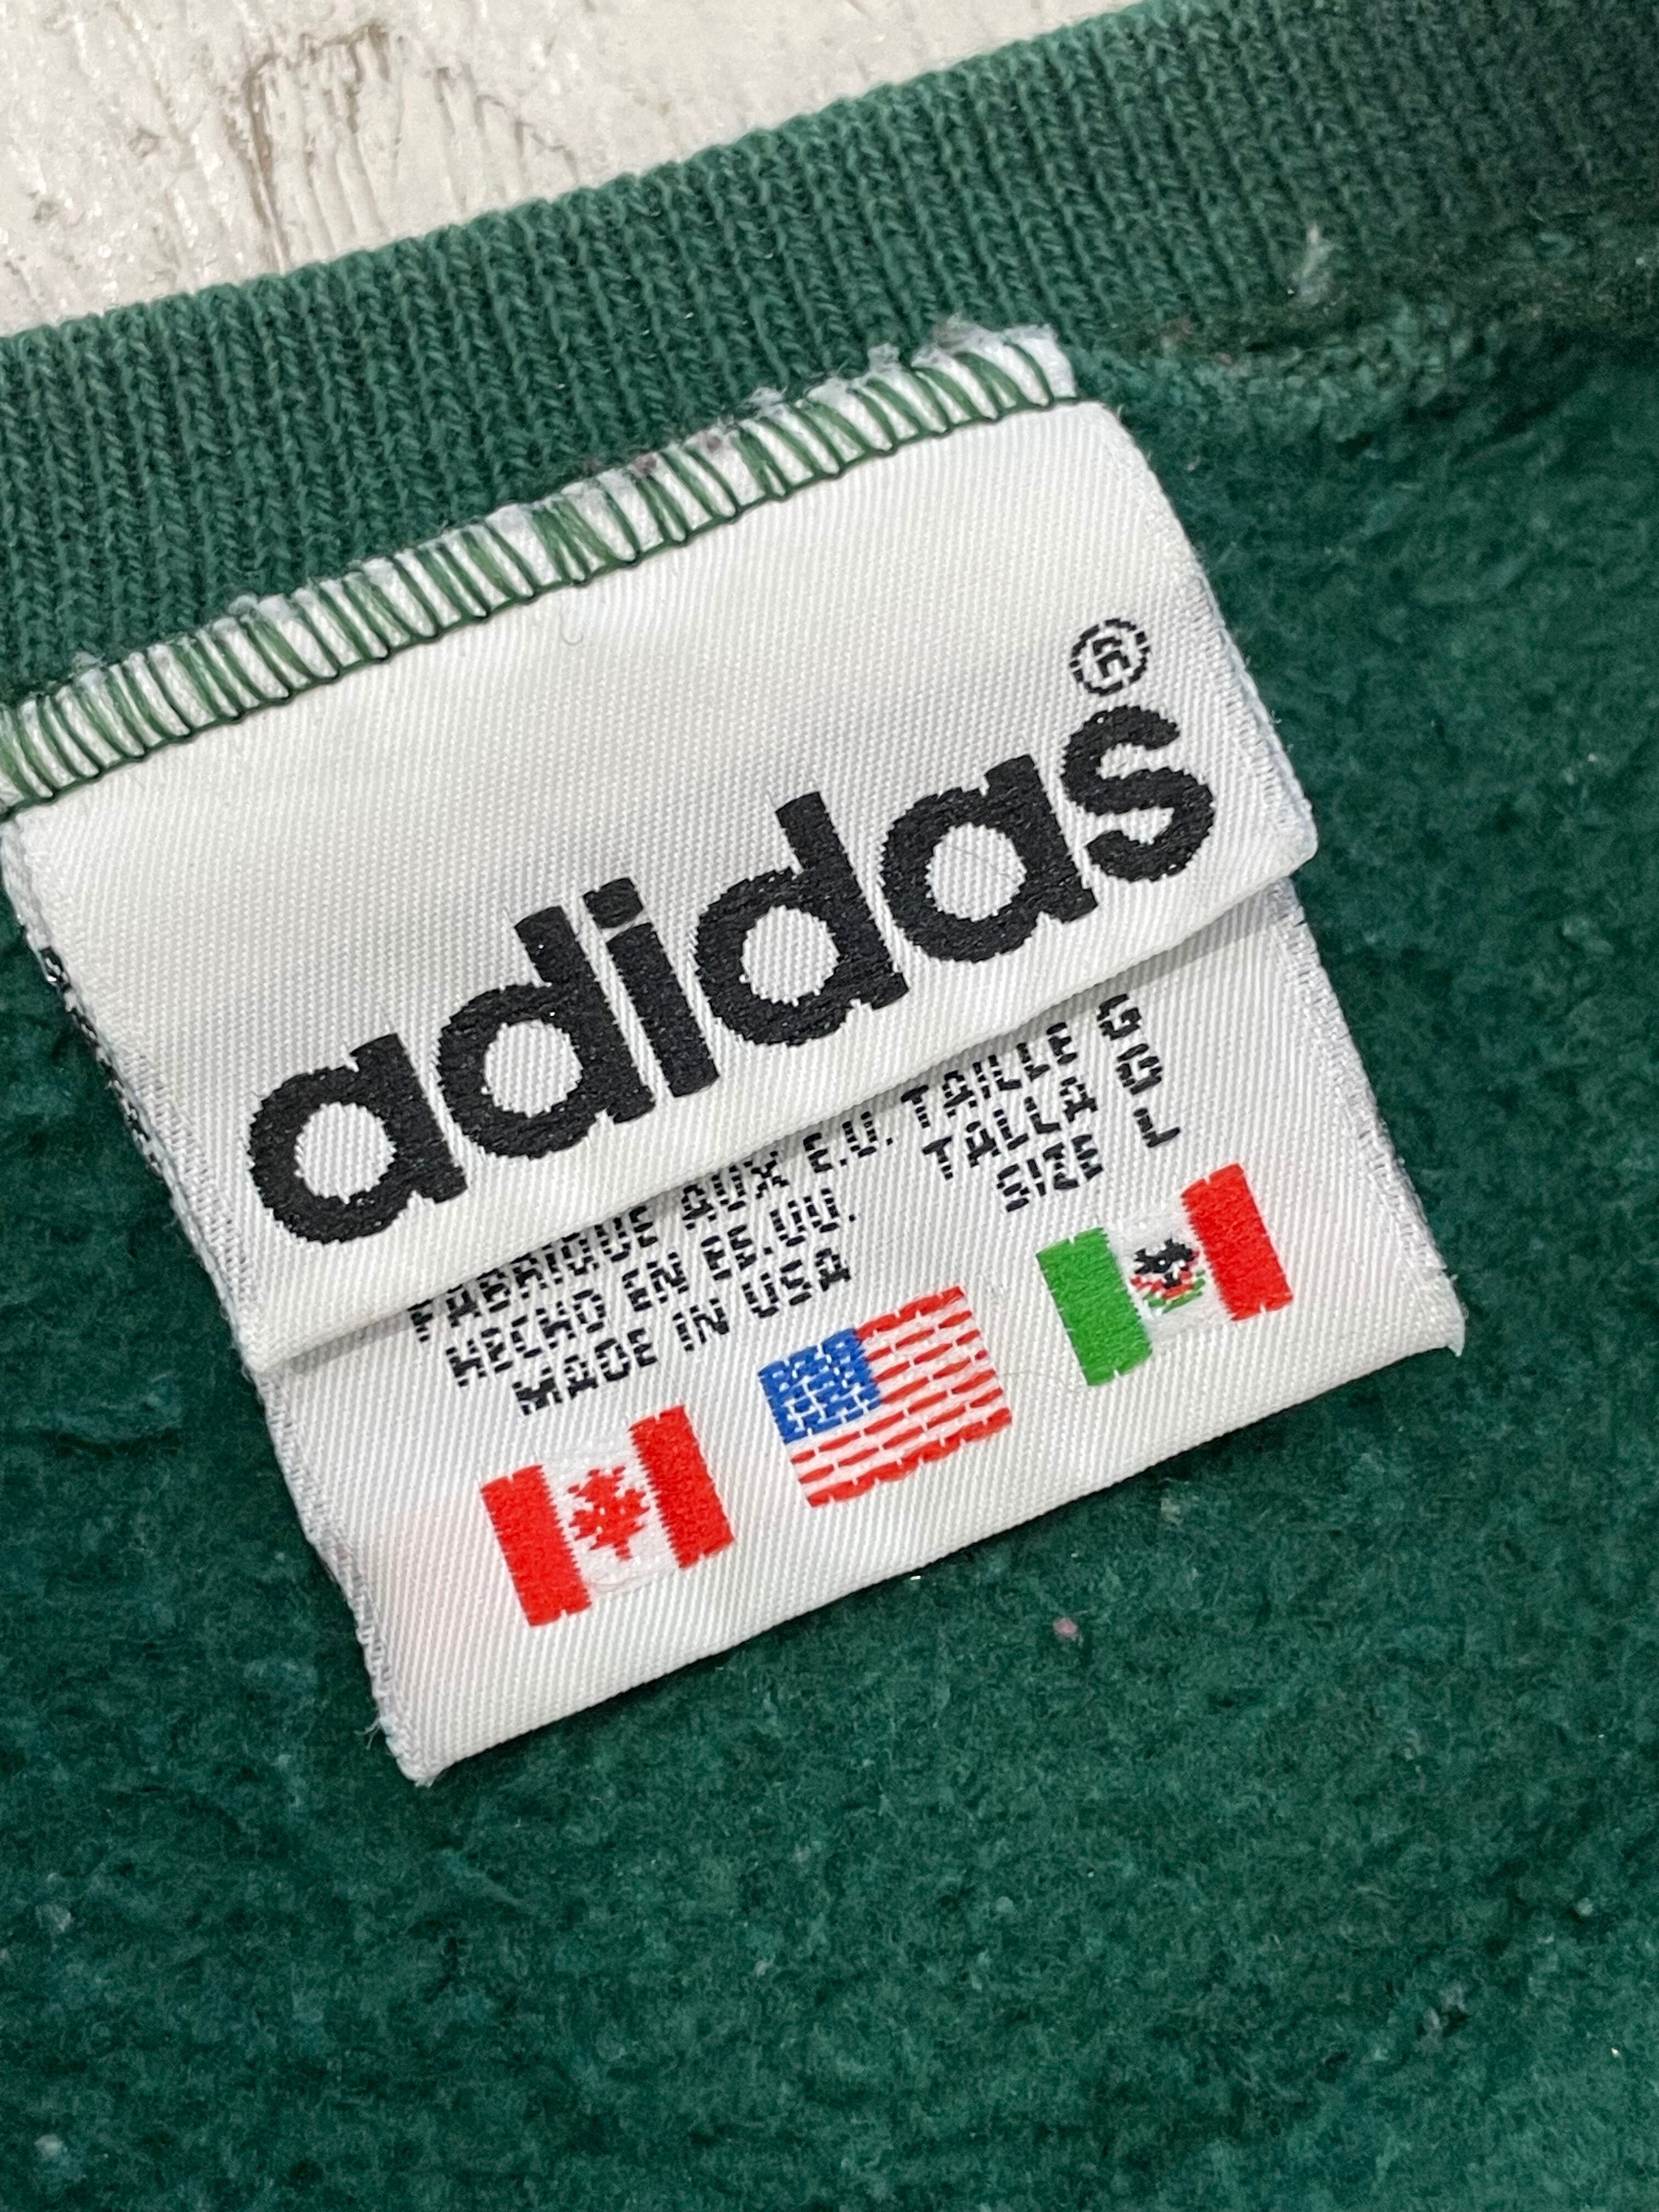 adidas®
FABRIQUE AUX E.U. TAILLE G
HECHO EN EE.UU. TALLA G
MADE IN USA SIZE L